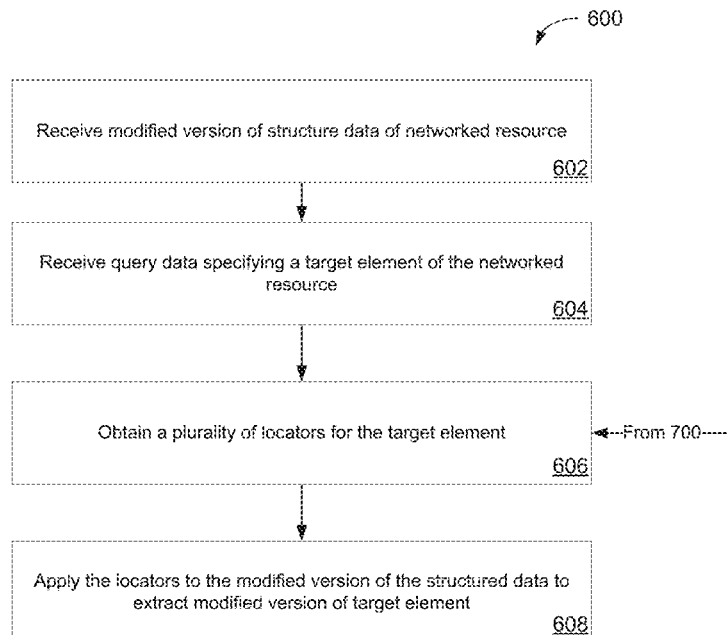 600
Receive modified version of structure data of networked resource
602
Receive query data specifying a target element of the networked
resource
604
Obtain a plurality of locators for the target element
From 700
606
Apply the locators to the modified version of the structured data to
extract modified version of target element
608